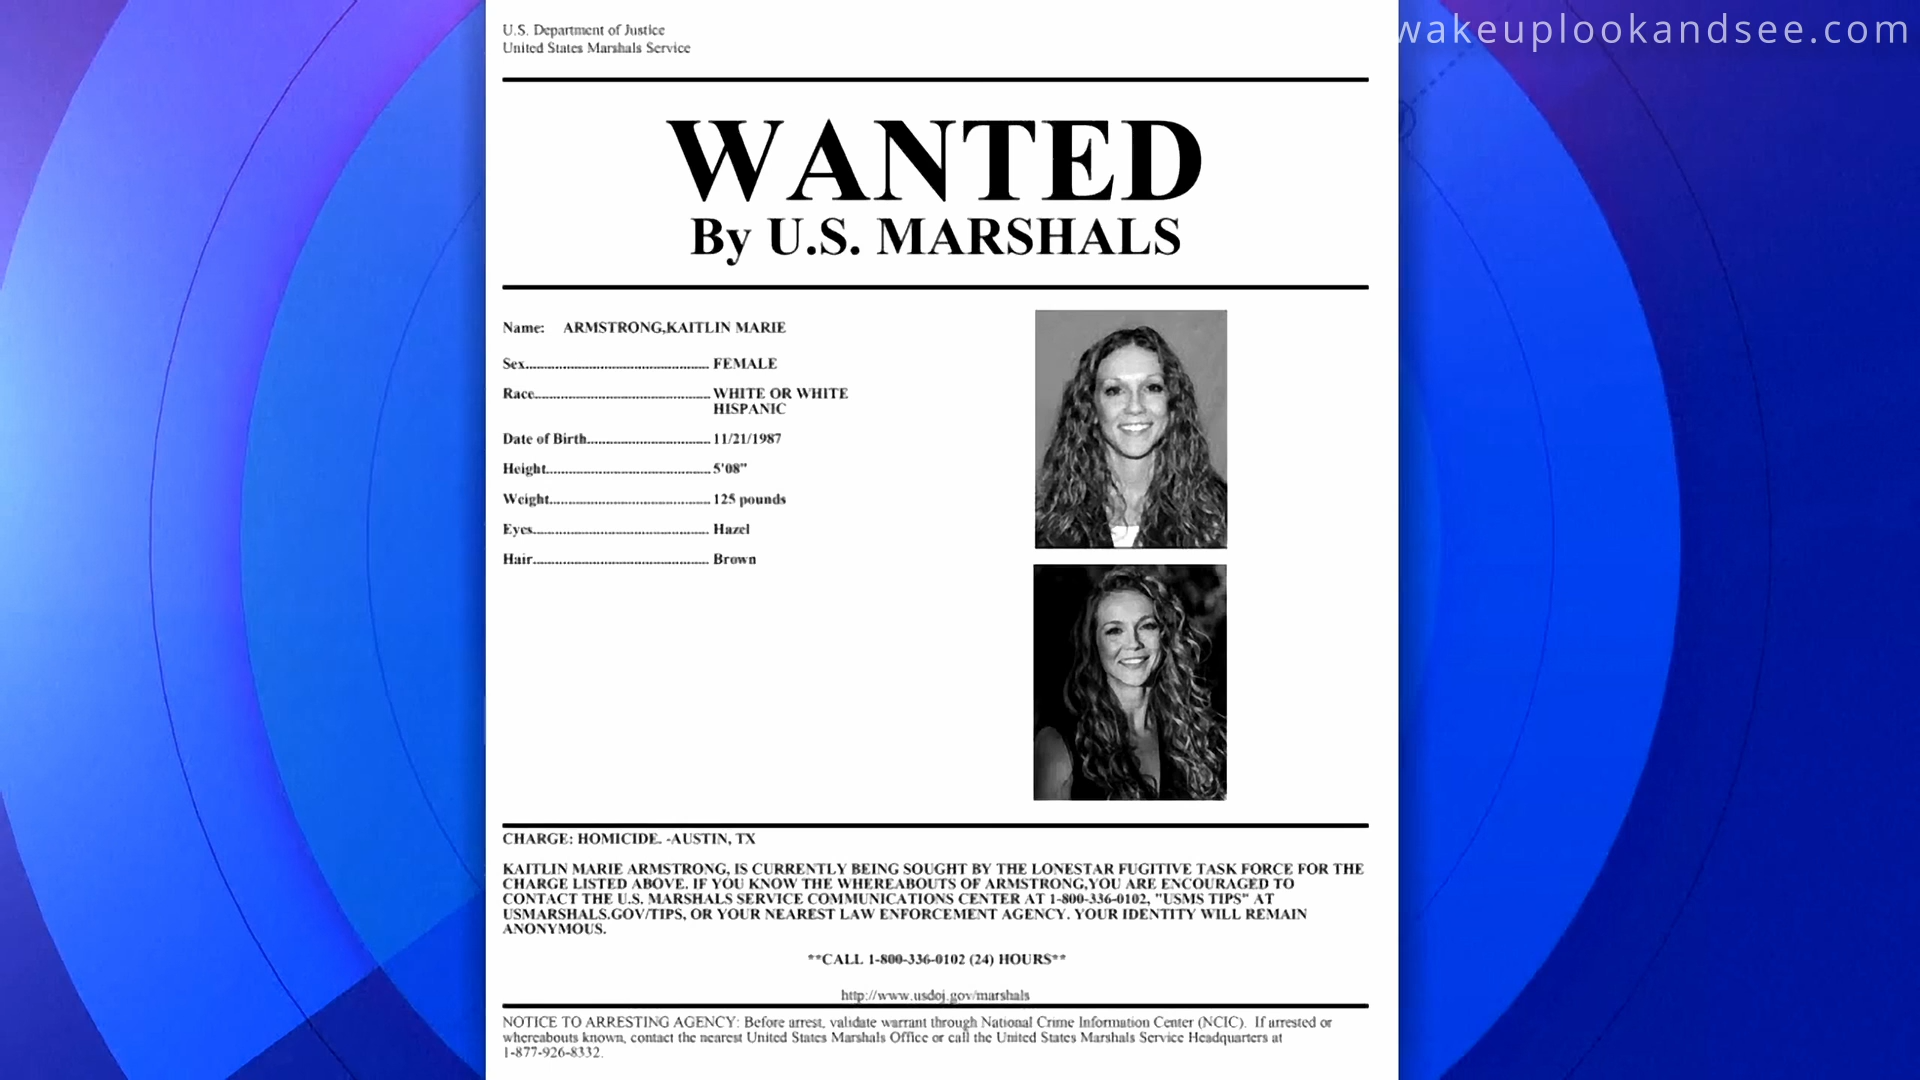 wakeuplookandsee.com
U.S. Department of Justice
United States Marshals Service
WANTED
By U.S. MARSHALS
Name: ARMSTRONG,KAITLIN MARIE
Sex............................................................ FEMALE
Race.......................................................... WHITE OR WHITE
HISPANIC
Date of Birth......................................... 11/21/1987
Height....................................................... 5'08"
Weight..................................................... 125 pounds
Eyes.......................................................... Hazel
Hair.......................................................... Brown
CHARGE: HOMICIDE. -AUSTIN, TX
KAITLIN MARIE ARMSTRONG, IS CURRENTLY BEING SOUGHT BY THE LONESTAR FUGITIVE TASK FORCE FOR THE
CHARGE LISTED ABOVE. IF YOU KNOW THE WHEREABOUTS OF ARMSTRONG,YOU ARE ENCOURAGED TO
CONTACT THE U.S. MARSHALS SERVICE COMMUNICATIONS CENTER AT 1-800-336-0102, "USMS TIPS" AT
USMARSHALS.GOV/TIPS, OR YOUR NEAREST LAW ENFORCEMENT AGENCY. YOUR IDENTITY WILL REMAIN
ANONYMOUS.
**CALL 1-800-336-0102 (24) HOURS**
http://www.usdoj.gov/marshals
NOTICE TO ARRESTING AGENCY: Before arrest, validate warrant through National Crime Information Center (NCIC). If arrested or
whereabouts known, contact the nearest United States Marshals Office or call the United States Marshals Service Headquarters at
1-877-926-8332.